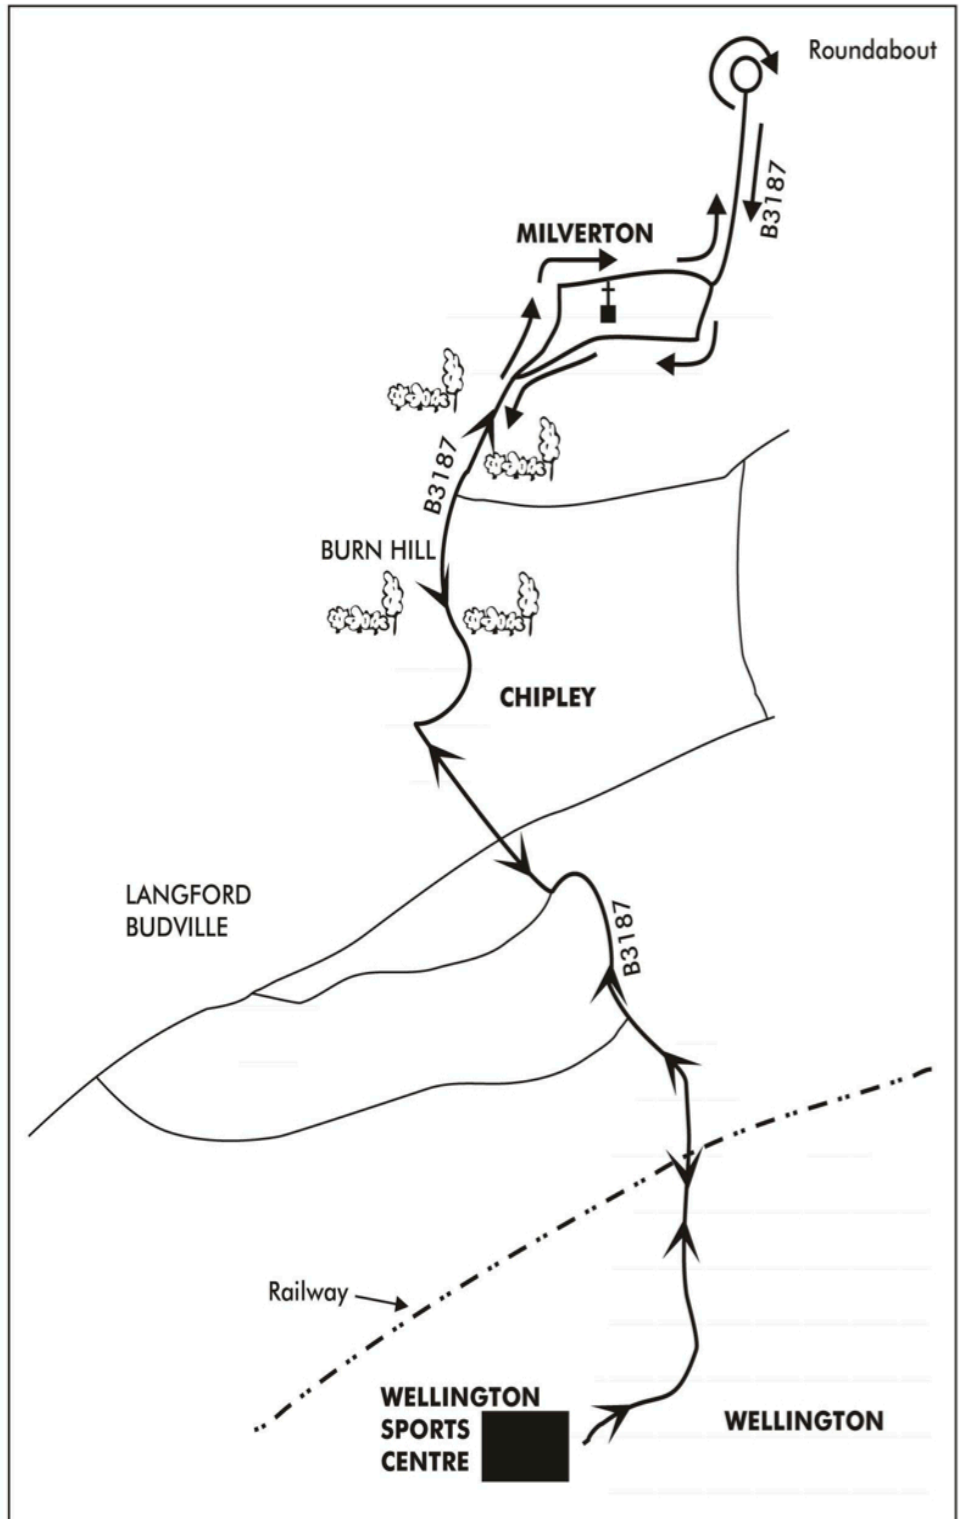 Roundabout
B3187
MILVERTON
B3187
BURN HILL
CHIPLEY
LANGFORD
BUDVILLE
B3187
Railway
WELLINGTON
SPORTS
CENTRE
WELLINGTON